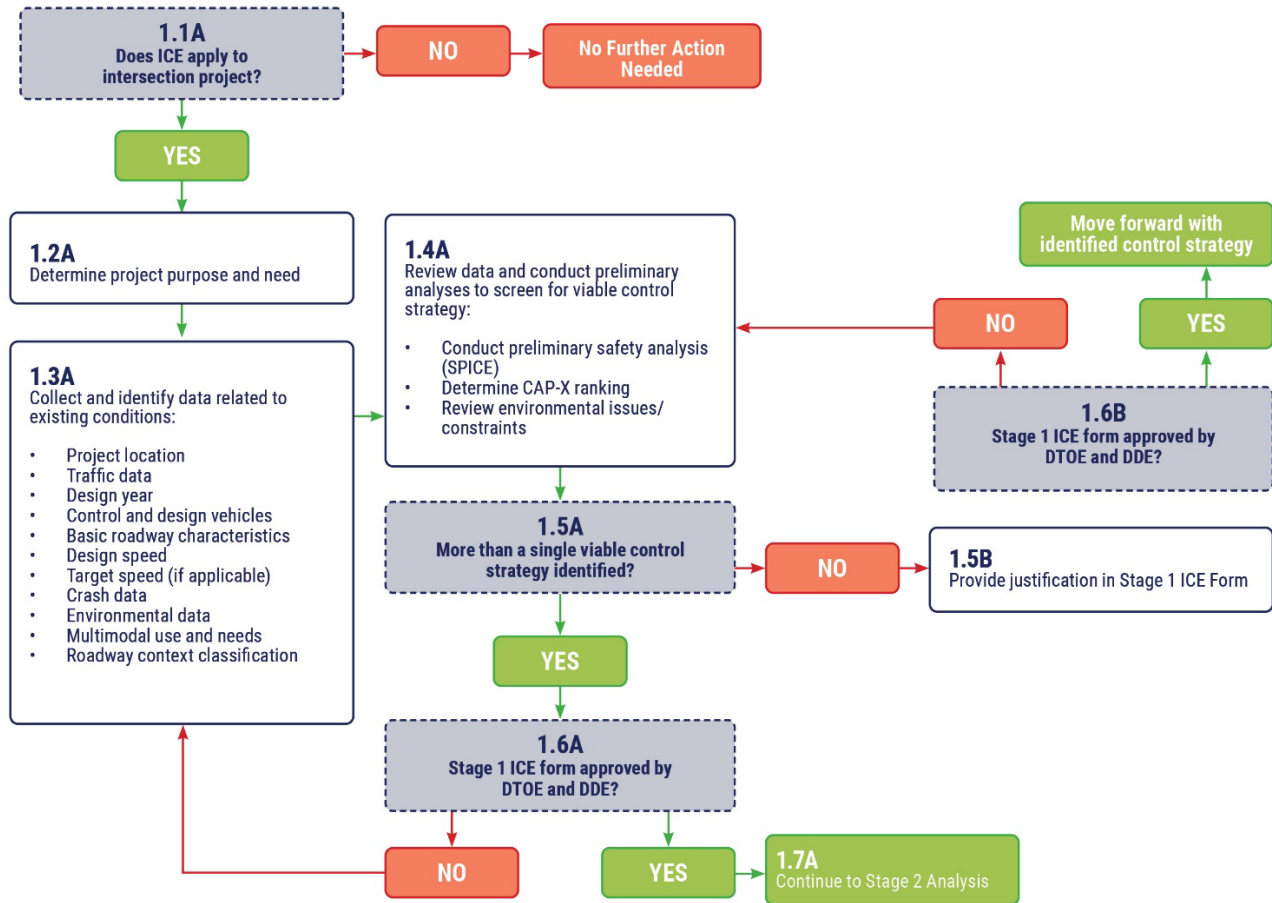 1.1A
Does ICE apply to
intersection project?
NO
No Further Action
Needed
YES
1.2A
Determine project purpose and need
1.3A
Collect and identify data related to
existing conditions:
• Project location
• Traffic data
• Design year
• Control and design vehicles
• Basic roadway characteristics
• Design speed
• Target speed (if applicable)
• Crash data
• Environmental data
• Multimodal use and needs
• Roadway context classification
1.4A
Review data and conduct preliminary
analyses to screen for viable control
strategy:
• Conduct preliminary safety analysis
(SPICE)
• Determine CAP-X ranking
• Review environmental issues/
constraints
1.5A
More than a single viable control
strategy identified?
NO
1.5B
Provide justification in Stage 1 ICE Form
YES
1.6A
Stage 1 ICE form approved by
DTOE and DDE?
NO
YES
1.7A
Continue to Stage 2 Analysis
Move forward with
identified control strategy
NO
YES
1.6B
Stage 1 ICE form approved by
DTOE and DDE?